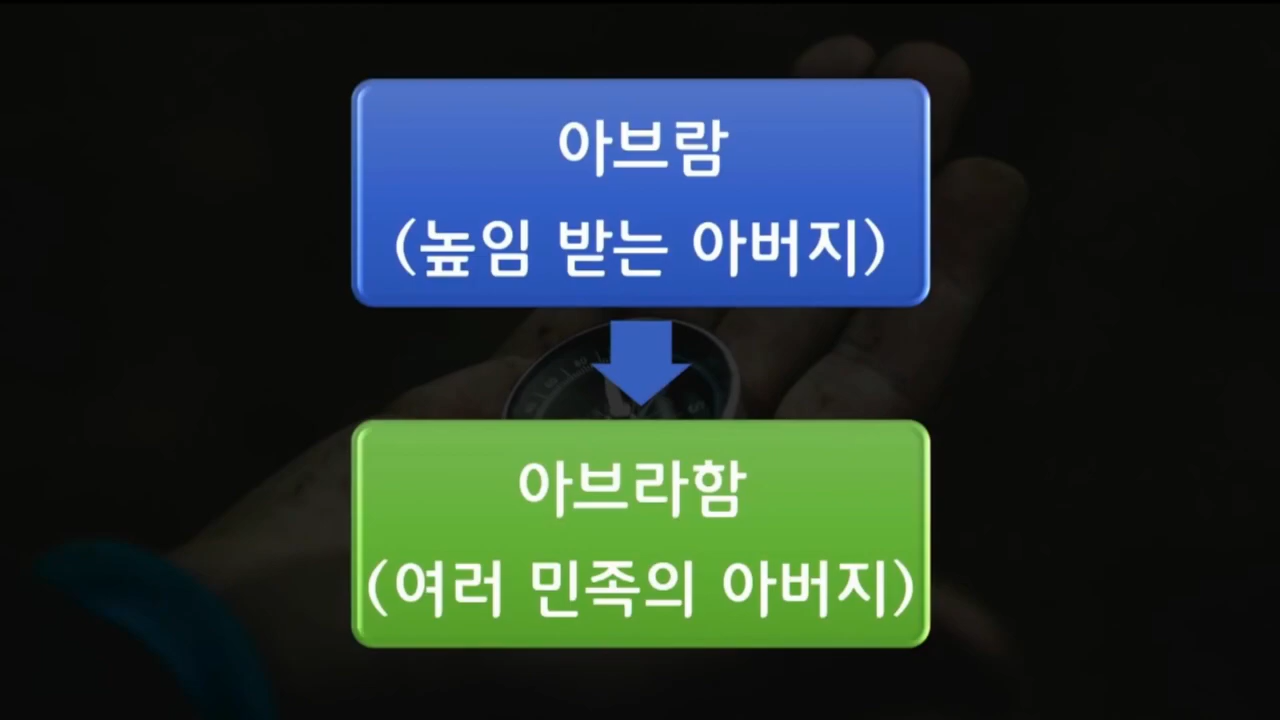 아브람
(높임 받는 아버지)
아브라함
(여러 민족의 아버지)